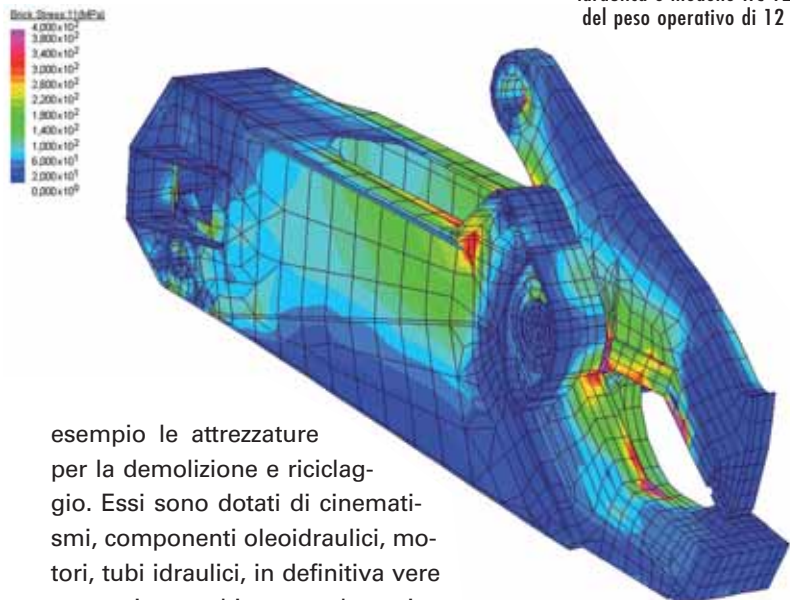 Brick Stress:11(MPa)
4,000x10²
3,800x10²
3,400x10²
3,000x10²
2,600x10²
2,200x10²
1,800x10²
1,400x10²
1,000x10²
6,000x10¹
2,000x10¹
0,000x10⁰
del peso operativo di 12
esempio le attrezzature
per la demolizione e riciclag-
gio. Essi sono dotati di cinemati-
smi, componenti oleoidraulici, mo-
tori, tubi idraulici, in definitiva vere